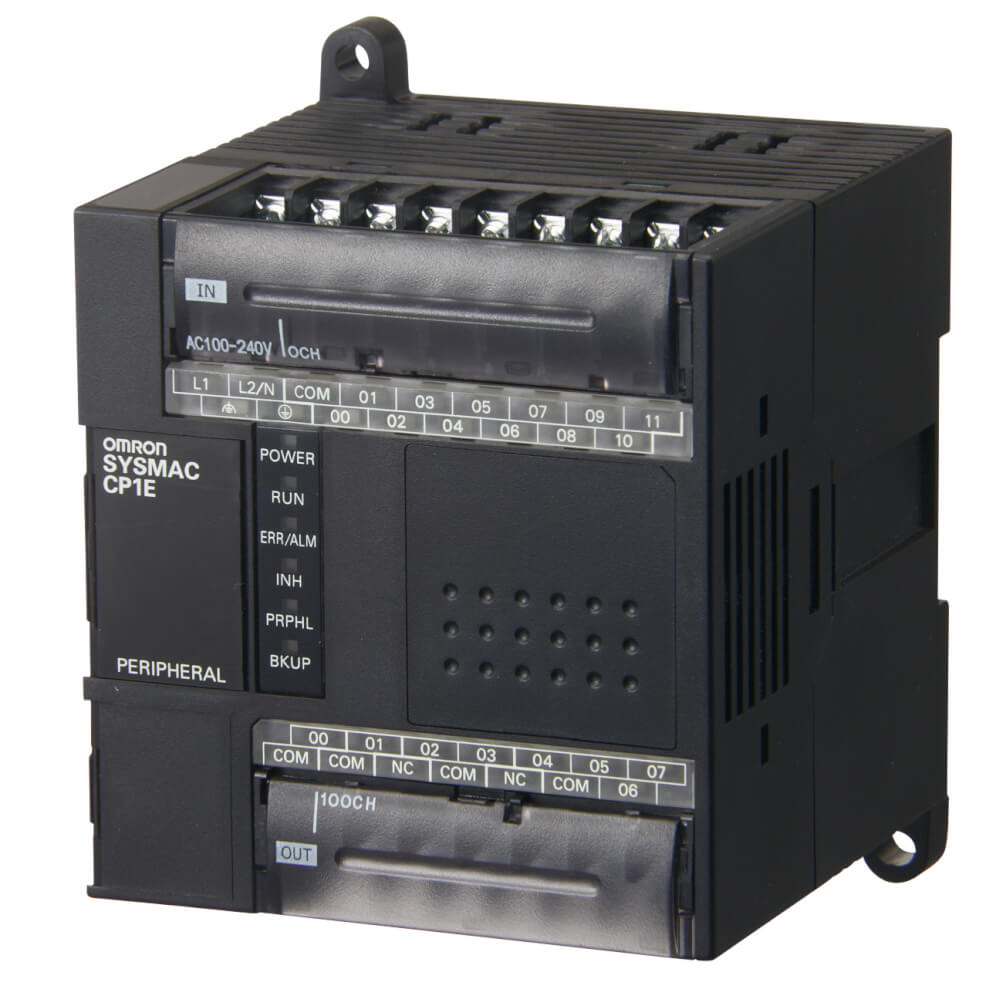 IN
AC100-240V 0CH
L1 L2/N COM 01 03 05 07 09 11
00 02 04 06 08 10
OMRON
SYSMAC
CP1E
POWER
RUN
ERR/ALM
INH
PRPHL
BKUP
PERIPHERAL
00 01 02 03 04 05 07
COM COM NC COM NC COM 06
100CH
OUT